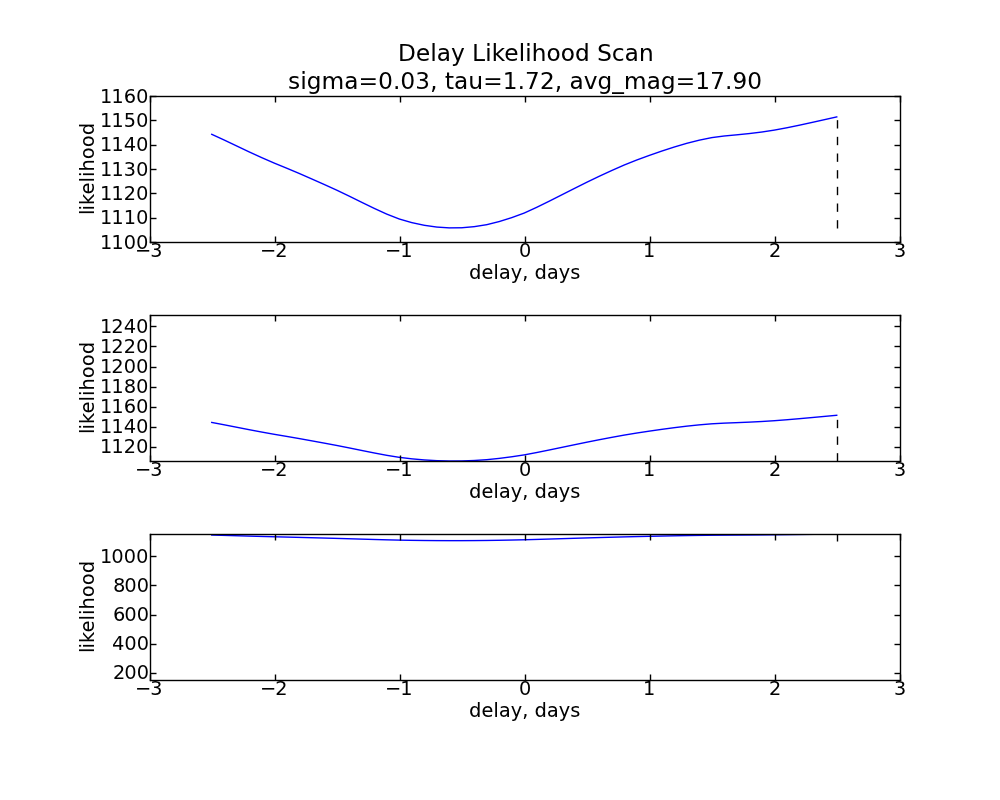 Delay Likelihood Scan
sigma=0.03, tau=1.72, avg_mag=17.90
1160
1150
1140
1130
1120
1110
1100
likelihood
−3 −2 −1 0 1 2 3
delay, days
1240
1220
1200
1180
1160
1140
1120
likelihood
−3 −2 −1 0 1 2 3
delay, days
1000
800
600
400
200
likelihood
−3 −2 −1 0 1 2 3
delay, days